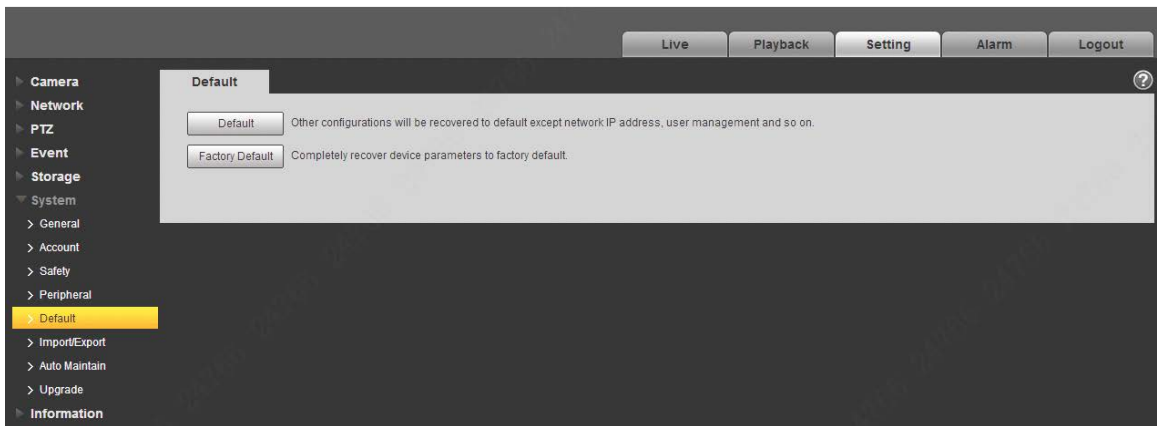 Live Playback Setting Alarm Logout
Camera
Network
PTZ
Event
Storage
System
General
Account
Safety
Peripheral
Default
Import/Export
Auto Maintain
Upgrade
Information
Default
Default Other configurations will be recovered to default except network IP address, user management and so on.
Factory Default Completely recover device parameters to factory default.